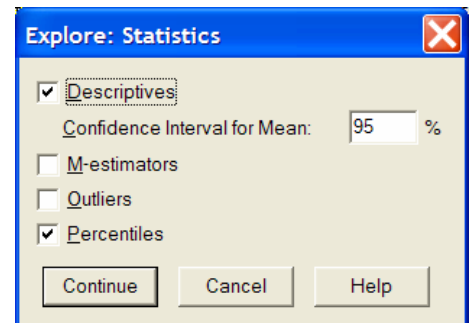 Explore: Statistics
Descriptives
Confidence Interval for Mean: 95 %
M-estimators
Outliers
Percentiles
Continue Cancel Help